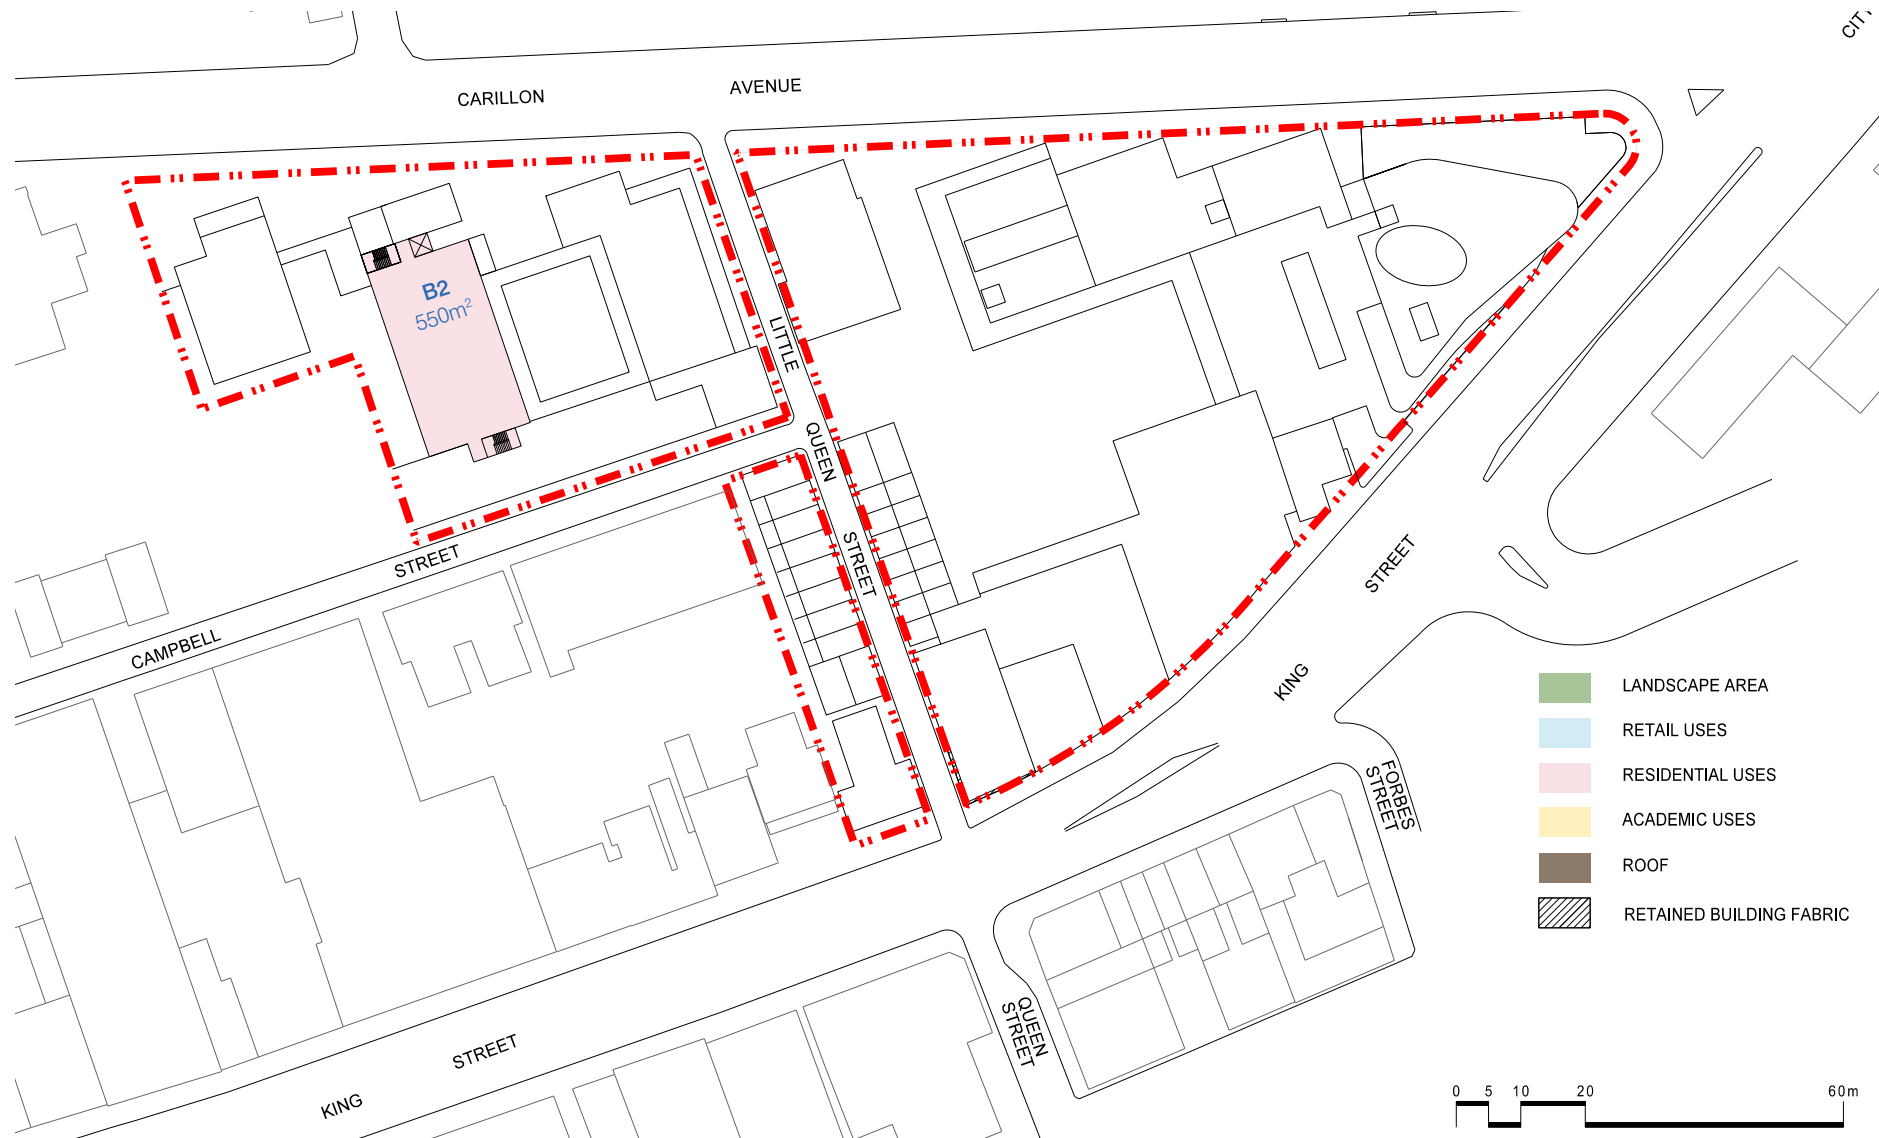 CIT
CARILLON
AVENUE
B2
550m²
LITTLE
QUEEN
STREET
STREET
CAMPBELL
STREET
KING
FORBES
STREET
QUEEN
STREET
STREET
KING
LANDSCAPE AREA
RETAIL USES
RESIDENTIAL USES
ACADEMIC USES
ROOF
RETAINED BUILDING FABRIC
0 5 10 20 60m